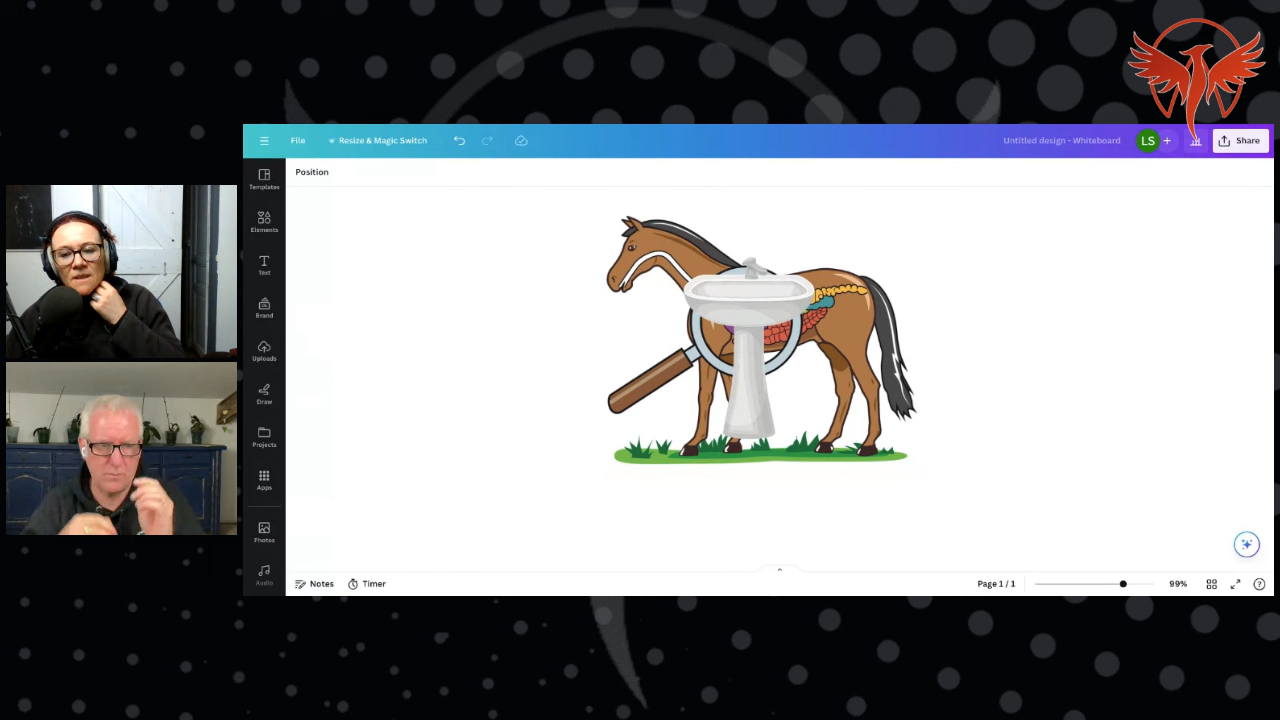 File
Resize & Magic Switch
Untitled design - Whiteboard
LS
+
Share
Templates
Position
Elements
Text
Brand
Uploads
Draw
Projects
Apps
Photos
Audio
Notes
Timer
Page 1 / 1
99%